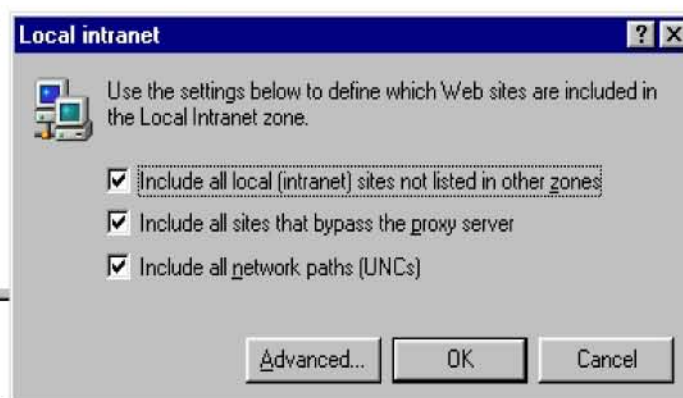 Local intranet
Use the settings below to define which Web sites are included in
the Local Intranet zone.
Include all local (intranet) sites not listed in other zones
Include all sites that bypass the proxy server
Include all network paths (UNCs)
Advanced... OK Cancel